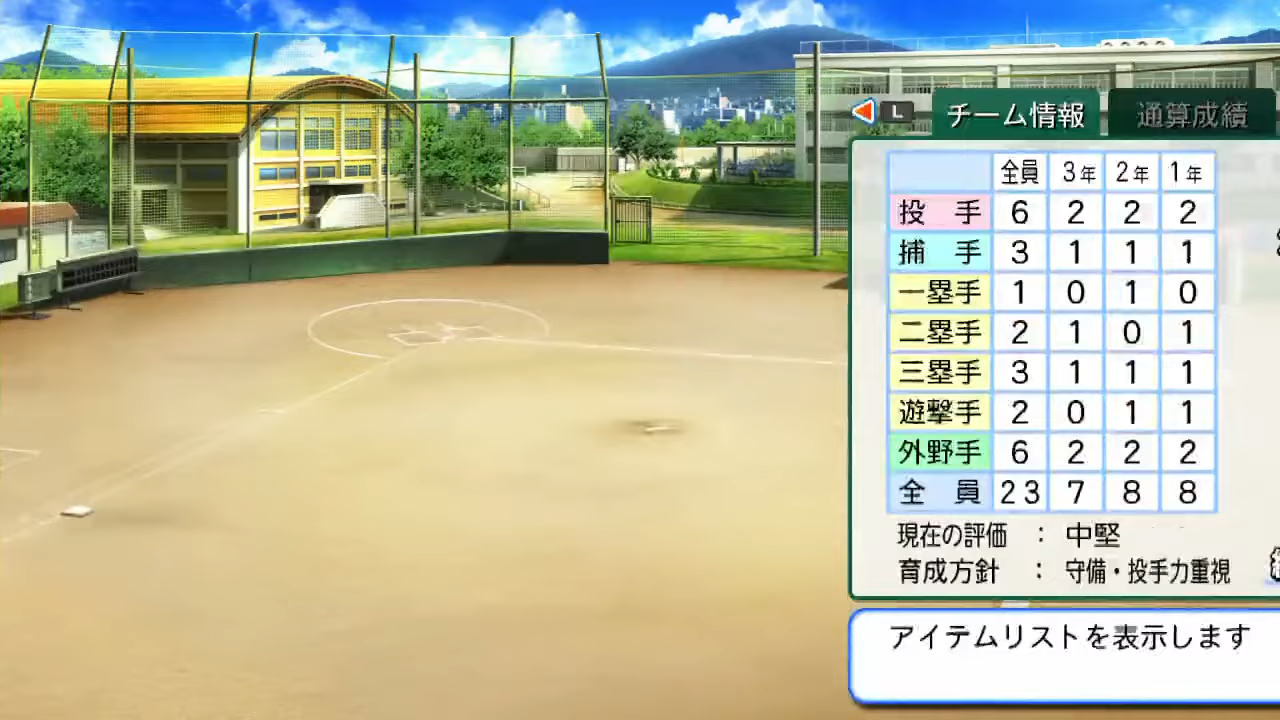 L チーム情報 通算成績
全員 3年 2年 1年
投手 6 2 2 2
捕手 3 1 1 1
一塁手 1 0 1 0
二塁手 2 1 0 1
三塁手 3 1 1 1
遊撃手 2 0 1 1
外野手 6 2 2 2
全員 23 7 8 8
現在の評価 : 中堅
育成方針 : 守備・投手力重視
アイテムリストを表示します